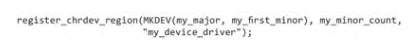 register_chrdev_region(MKDEV(my_major, my_first_minor), my_minor_count,
"my_device_driver");